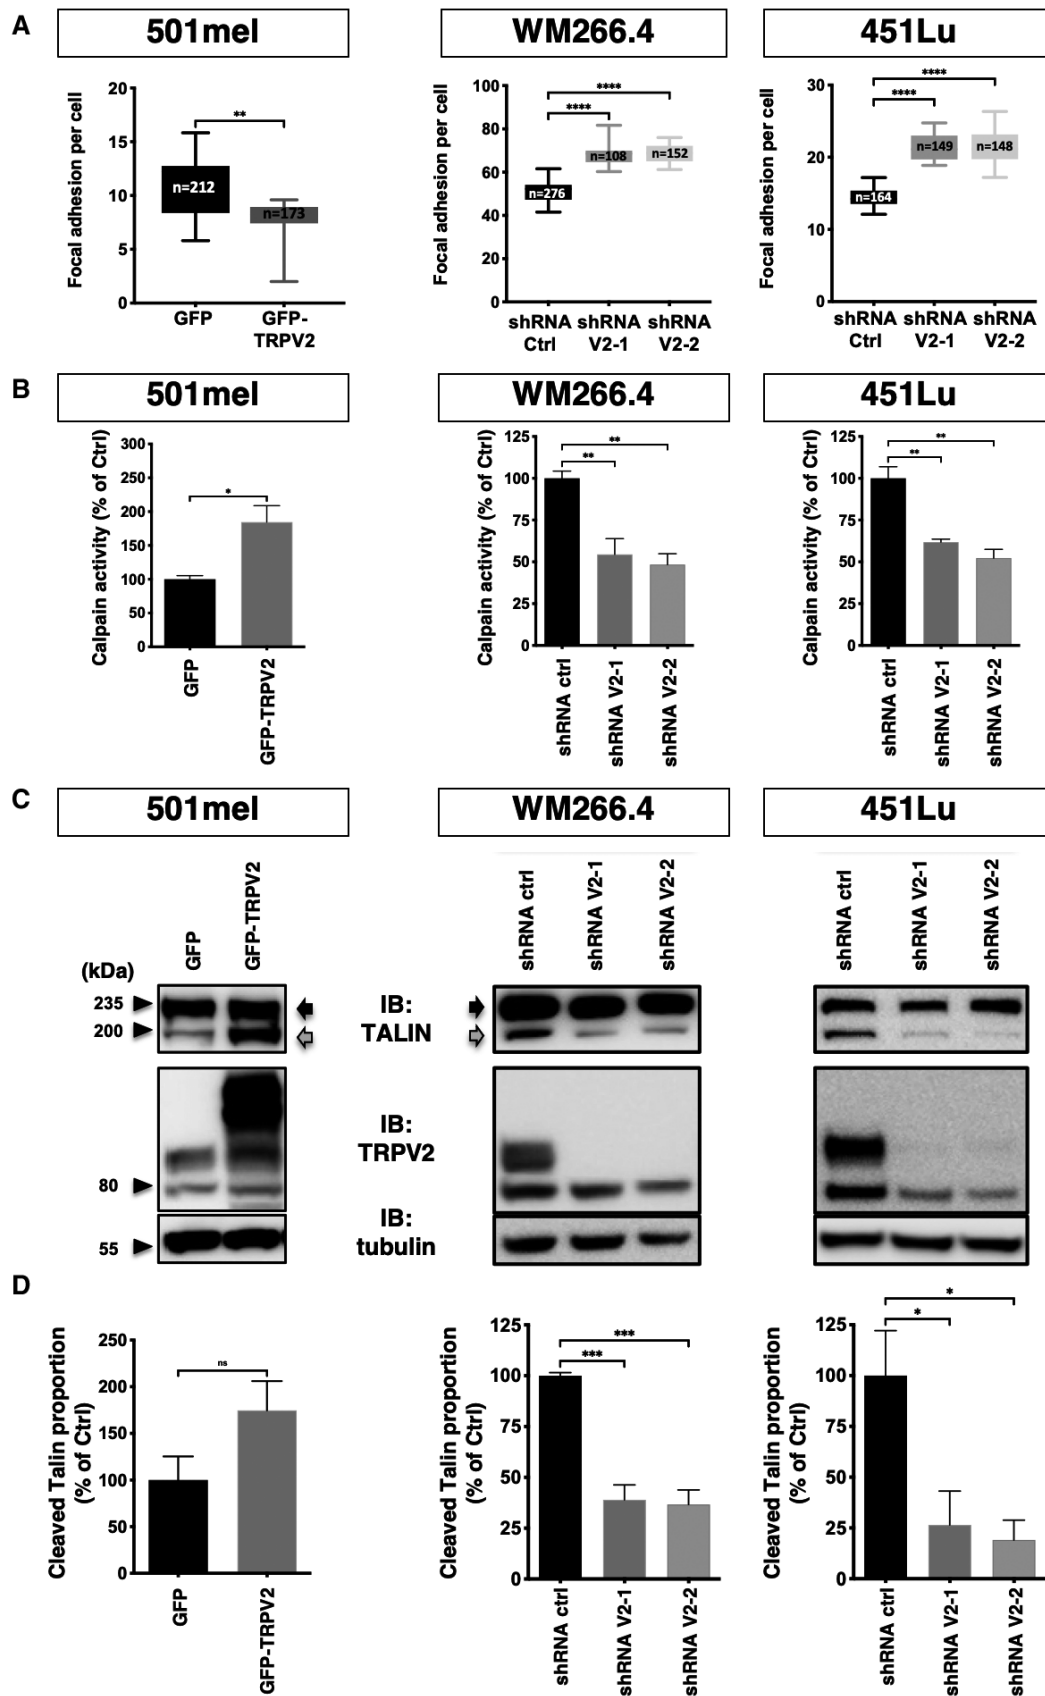 A
501mel
WM266.4
451Lu
Focal adhesion per cell
20
15
10
5
0
**
n=212
n=173
GFP
GFP-
TRPV2
Focal adhesion per cell
100
80
60
40
20
0
****
****
n=276
n=108
n=152
shRNA shRNA shRNA
Ctrl V2-1 V2-2
Focal adhesion per cell
30
20
10
0
****
****
n=164
n=149
n=148
shRNA shRNA shRNA
Ctrl V2-1 V2-2
B
501mel
WM266.4
451Lu
Calpain activity (% of Ctrl)
300
250
200
150
100
50
0
*
GFP
GFP-TRPV2
Calpain activity (% of Ctrl)
125
100
75
50
25
0
**
**
shRNA ctrl
shRNA V2-1
shRNA V2-2
Calpain activity (% of Ctrl)
125
100
75
50
25
0
**
**
shRNA ctrl
shRNA V2-1
shRNA V2-2
C
501mel
WM266.4
451Lu
GFP
GFP-TRPV2
shRNA ctrl
shRNA V2-1
shRNA V2-2
shRNA ctrl
shRNA V2-1
shRNA V2-2
(kDa)
235
200
IB:
TALIN
IB:
TRPV2
80
IB:
tubulin
55
D
Cleaved Talin proportion
(% of Ctrl)
250
200
150
100
50
0
ns
GFP
GFP-TRPV2
Cleaved Talin proportion
(% of Ctrl)
125
100
75
50
25
0
***
***
shRNA ctrl
shRNA V2-1
shRNA V2-2
Cleaved Talin proportion
(% of Ctrl)
125
100
75
50
25
0
*
*
shRNA ctrl
shRNA V2-1
shRNA V2-2